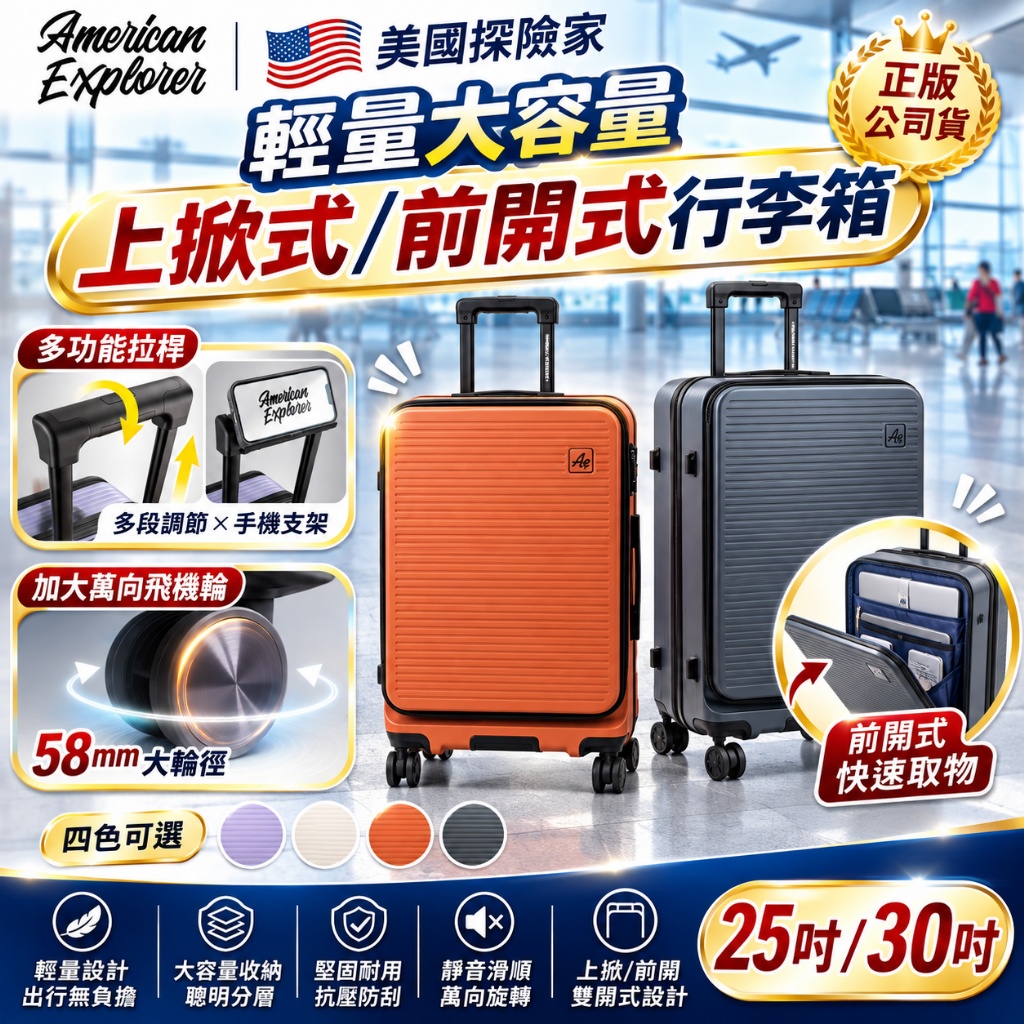 American
Explorer
美國探險家
正版
公司貨
輕量大容量
上掀式/前開式行李箱
多功能拉桿
American
Explorer
多段調節×手機支架
加大萬向飛機輪
58mm大輪徑
Ae
Ae
前開式
快速取物
四色可選
輕量設計
出行無負擔
大容量收納
聰明分層
堅固耐用
抗壓防刮
靜音滑順
萬向旋轉
上掀/前開
雙開式設計
25吋/30吋